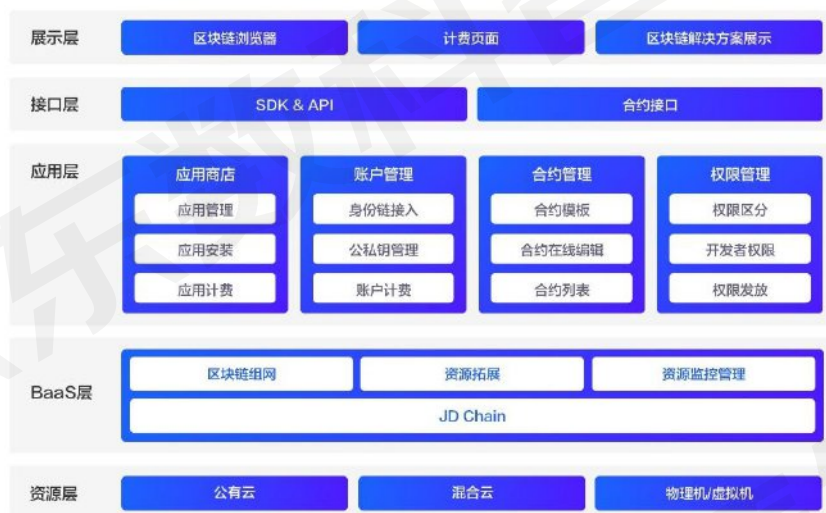 展示层
区块链浏览器
计费页面
区块链解决方案展示
接口层
SDK & API
合约接口
应用层
应用商店
账户管理
合约管理
权限管理
应用管理
身份链接入
合约模板
权限区分
应用安装
公私钥管理
合约在线编辑
开发者权限
应用计费
账户计费
合约列表
权限发放
BaaS层
区块链组网
资源拓展
资源监控管理
JD Chain
资源层
公有云
混合云
物理机/虚拟机